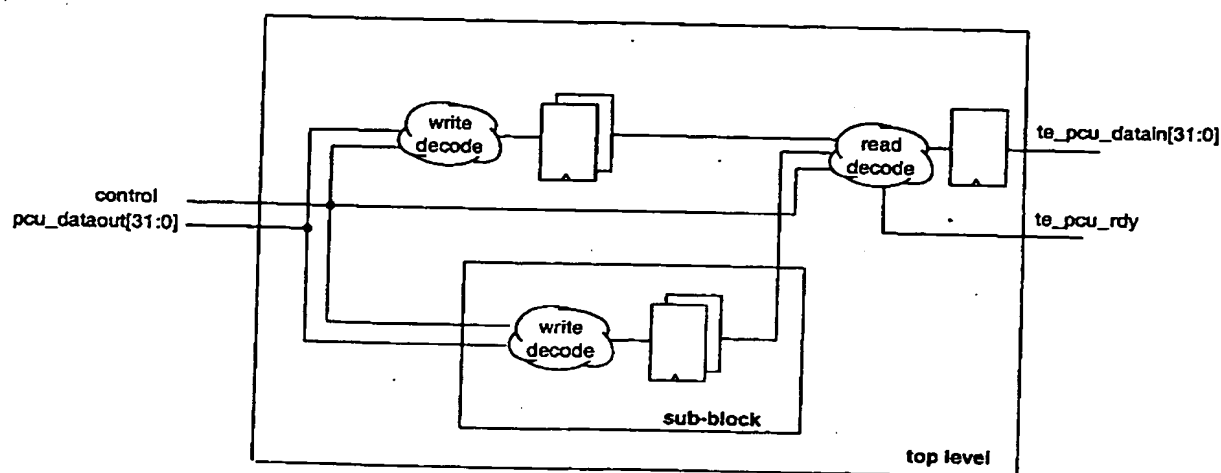 write
decode
read
decode
te_pcu_datain[31:0]
control
pcu_dataout[31:0]
te_pcu_rdy
write
decode
sub-block
top level